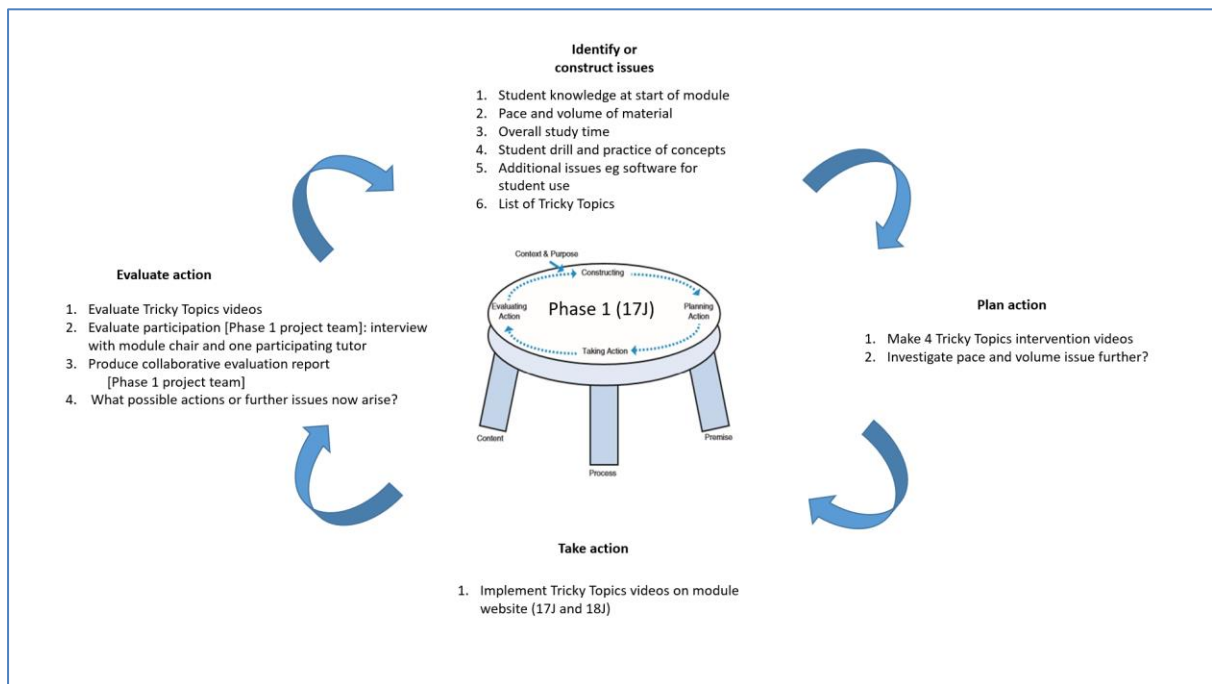 Identify or
construct issues
1. Student knowledge at start of module
2. Pace and volume of material
3. Overall study time
4. Student drill and practice of concepts
5. Additional issues eg software for
student use
6. List of Tricky Topics
Evaluate action
1. Evaluate Tricky Topics videos
2. Evaluate participation [Phase 1 project team]: interview
with module chair and one participating tutor
3. Produce collaborative evaluation report
[Phase 1 project team]
4. What possible actions or further issues now arise?
Context & Purpose
Constructing
Evaluating
Action
Phase 1 (17J)
Planning
Action
Taking Action
Content
Process
Premise
Plan action
1. Make 4 Tricky Topics intervention videos
2. Investigate pace and volume issue further?
Take action
1. Implement Tricky Topics videos on module
website (17J and 18J)